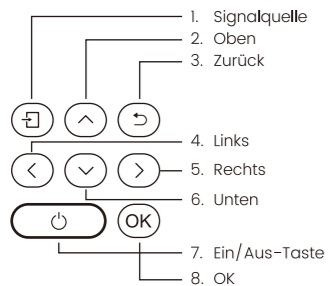 1. Signalquelle
2. Oben
3. Zurück
4. Links
5. Rechts
6. Unten
OK
7. Ein/Aus-Taste
8. OK